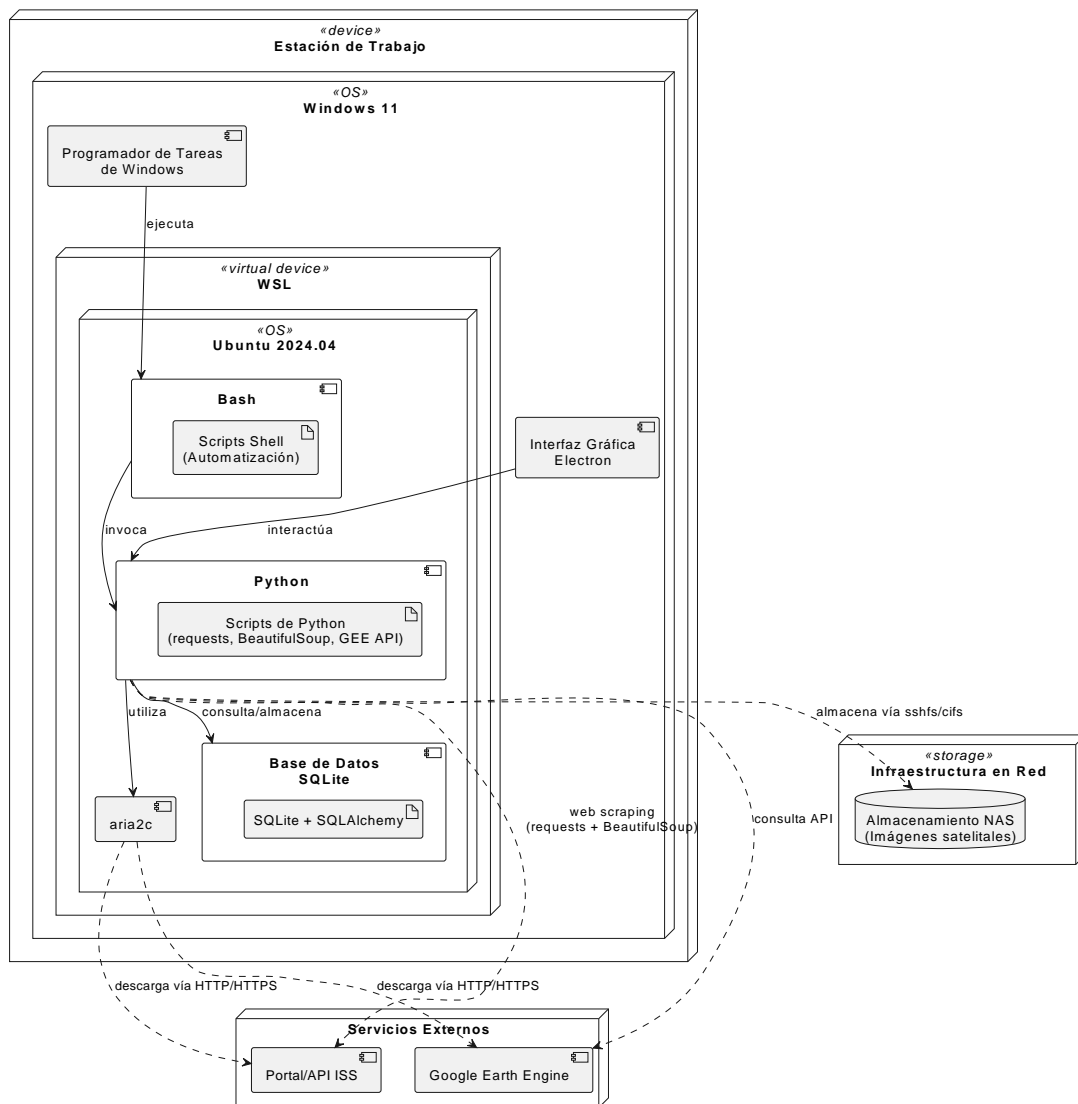 «device»
Estación de Trabajo
«OS»
Windows 11
Programador de Tareas
de Windows
ejecuta
«virtual device»
WSL
«OS»
Ubuntu 2024.04
Bash
Scripts Shell
(Automatización)
Interfaz Gráfica
Electron
invoca
interactúa
Python
Scripts de Python
(requests, BeautifulSoup, GEE API)
utiliza
consulta/almacena
almacena vía sshfs/cifs
Base de Datos
SQLite
SQLite + SQLAlchemy
aria2c
web scraping
(requests + BeautifulSoup)
consulta API
«storage»
Infraestructura en Red
Almacenamiento NAS
(Imágenes satelitales)
descarga vía HTTP/HTTPS
descarga vía HTTP/HTTPS
Servicios Externos
Portal/API ISS
Google Earth Engine